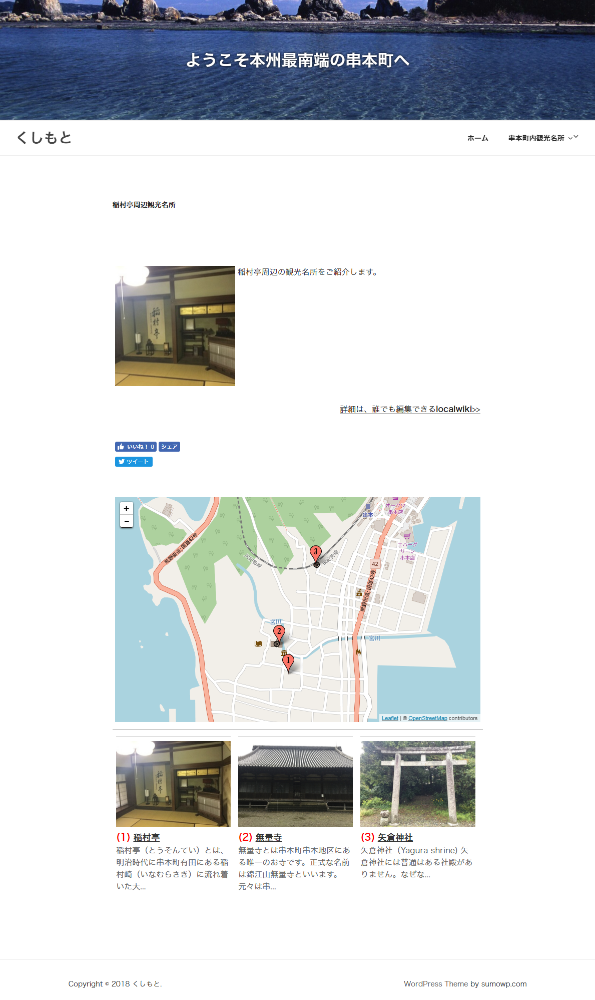 ようこそ本州最南端の串本町へ
くしもと
ホーム
串本町内観光名所
稲村亭周辺観光名所
稲村亭
稲村亭周辺の観光名所をご紹介します。
詳細は、誰でも編集できるlocalwiki>>
いいね！ 0
シェア
ツイート
+
−
オークワ
串本店
串本
熊野街道; 国道42号
エバーグ
リーン
串本店
3
JR紀勢線
JR紀勢線
42
熊野街道; 国道42号
宮川
2
宮川
1
Leaflet | © OpenStreetMap contributors
稲村亭
(1) 稲村亭
稲村亭（とうそんてい）とは、
明治時代に串本町有田にある稲
村崎（いなむらさき）に流れ着
いた大...
(2) 無量寺
無量寺とは串本町串本地区にあ
る唯一のお寺です。正式な名前
は錦江山無量寺といいます。
元々は串...
(3) 矢倉神社
矢倉神社（Yagura shrine) 矢
倉神社には普通はある社殿があ
りません。なぜな...
Copyright © 2018 くしもと.
WordPress Theme by sumowp.com